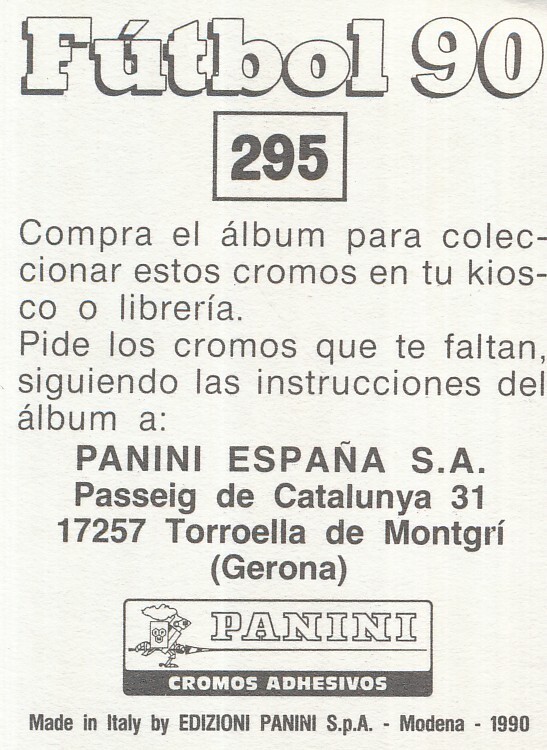 Fútbol 90
295
Compra el álbum para colec-
cionar estos cromos en tu kios-
co o librería.
Pide los cromos que te faltan,
siguiendo las instrucciones del
álbum a:
PANINI ESPAÑA S.A.
Passeig de Catalunya 31
17257 Torroella de Montgrí
(Gerona)
PANINI
CROMOS ADHESIVOS
Made in Italy by EDIZIONI PANINI S.p.A. - Modena - 1990